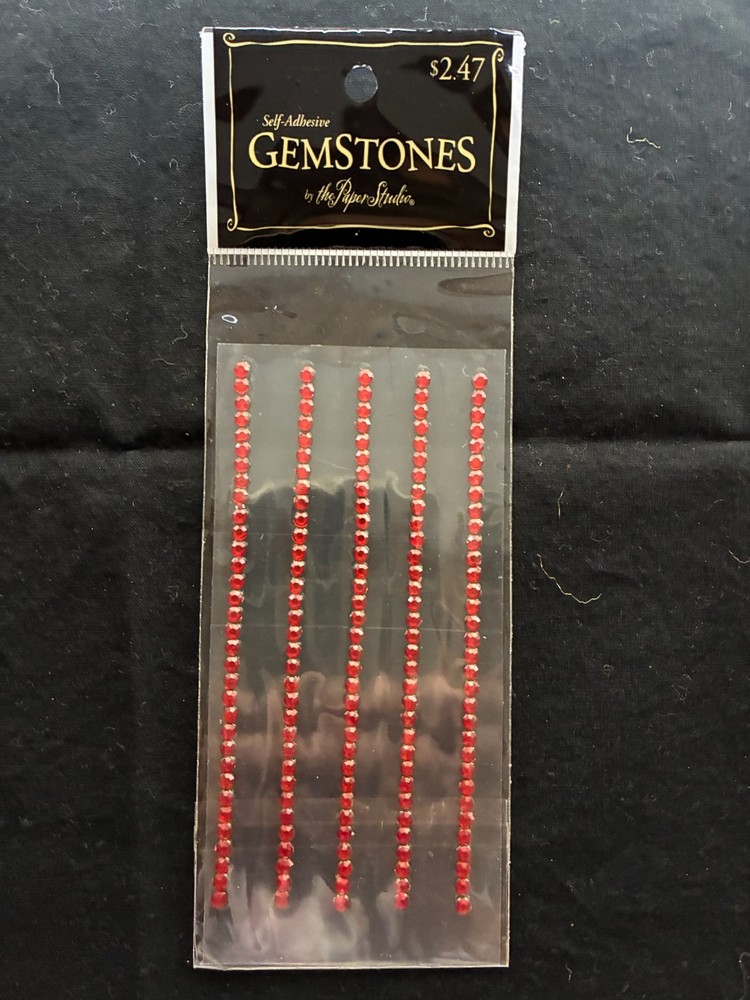 $2.47
Self-Adhesive
GEMSTONES
by the Paper Studio®